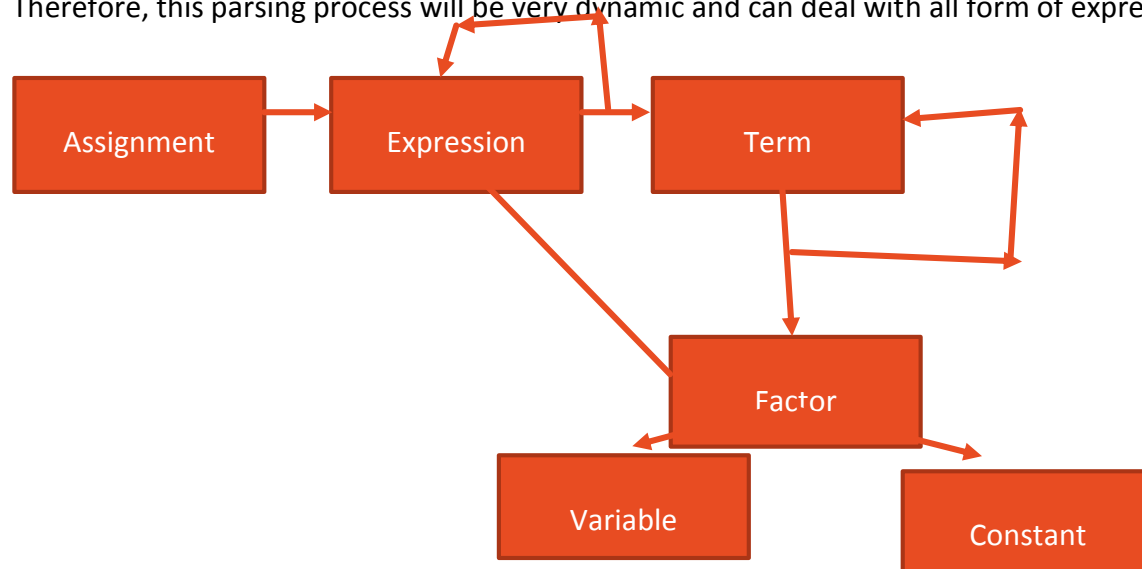 Therefore, this parsing process will be very dynamic and can deal with all form of expre
Assignment
Expression
Term
Factor
Variable
Constant